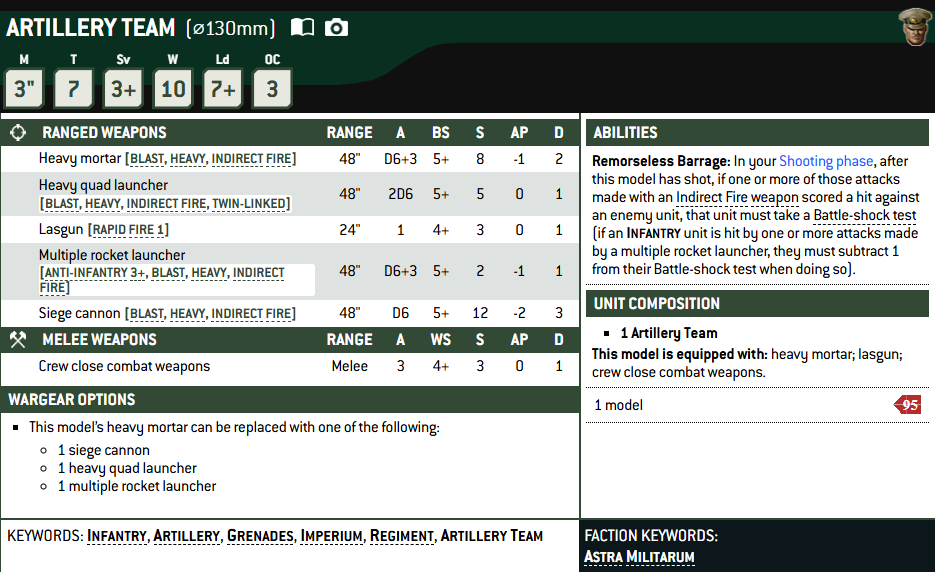 ARTILLERY TEAM (⌀130mm)
M T Sv W Ld OC
3" 7 3+ 10 7+ 3
RANGED WEAPONS RANGE A BS S AP D
Heavy mortar [BLAST, HEAVY, INDIRECT FIRE] 48" D6+3 5+ 8 -1 2
Heavy quad launcher
[BLAST, HEAVY, INDIRECT FIRE, TWIN-LINKED] 48" 2D6 5+ 5 0 1
Lasgun [RAPID FIRE 1] 24" 1 4+ 3 0 1
Multiple rocket launcher
[ANTI-INFANTRY 3+, BLAST, HEAVY, INDIRECT 48" D6+3 5+ 2 -1 1
FIRE]
Siege cannon [BLAST, HEAVY, INDIRECT FIRE] 48" D6 5+ 12 -2 3
MELEE WEAPONS RANGE A WS S AP D
Crew close combat weapons Melee 3 4+ 3 0 1
WARGEAR OPTIONS
▪ This model's heavy mortar can be replaced with one of the following:
○ 1 siege cannon
○ 1 heavy quad launcher
○ 1 multiple rocket launcher
ABILITIES
Remorseless Barrage: In your Shooting phase, after
this model has shot, if one or more of those attacks
made with an Indirect Fire weapon scored a hit against
an enemy unit, that unit must take a Battle-shock test
(if an INFANTRY unit is hit by one or more attacks made
by a multiple rocket launcher, they must subtract 1
from their Battle-shock test when doing so).
UNIT COMPOSITION
▪ 1 Artillery Team
This model is equipped with: heavy mortar; lasgun;
crew close combat weapons.
1 model 95
KEYWORDS: INFANTRY, ARTILLERY, GRENADES, IMPERIUM, REGIMENT, ARTILLERY TEAM
FACTION KEYWORDS:
ASTRA MILITARUM